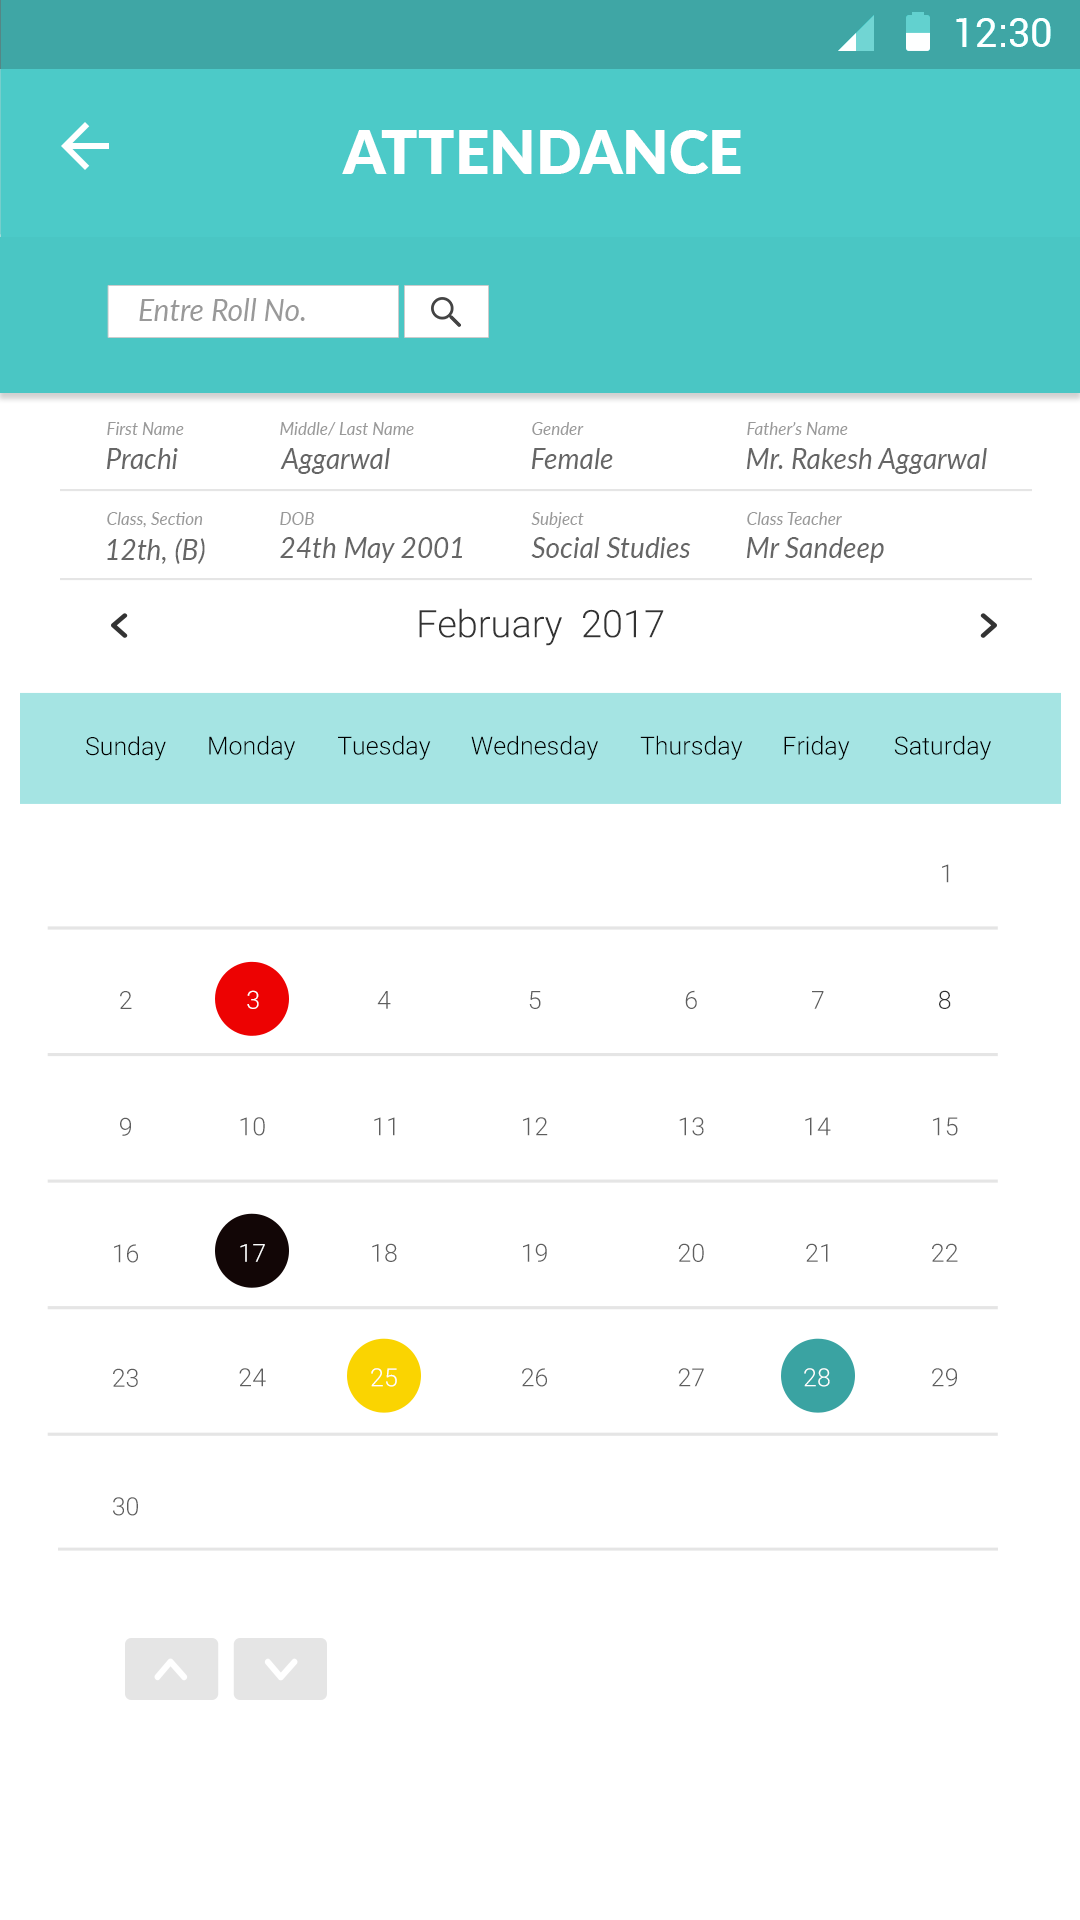 12:30
ATTENDANCE
Entre Roll No.
First Name Middle/ Last Name Gender Father's Name
Prachi Aggarwal Female Mr. Rakesh Aggarwal
Class, Section DOB Subject Class Teacher
12th, (B) 24th May 2001 Social Studies Mr Sandeep
February 2017
Sunday Monday Tuesday Wednesday Thursday Friday Saturday
1
2 3 4 5 6 7 8
9 10 11 12 13 14 15
16 17 18 19 20 21 22
23 24 25 26 27 28 29
30